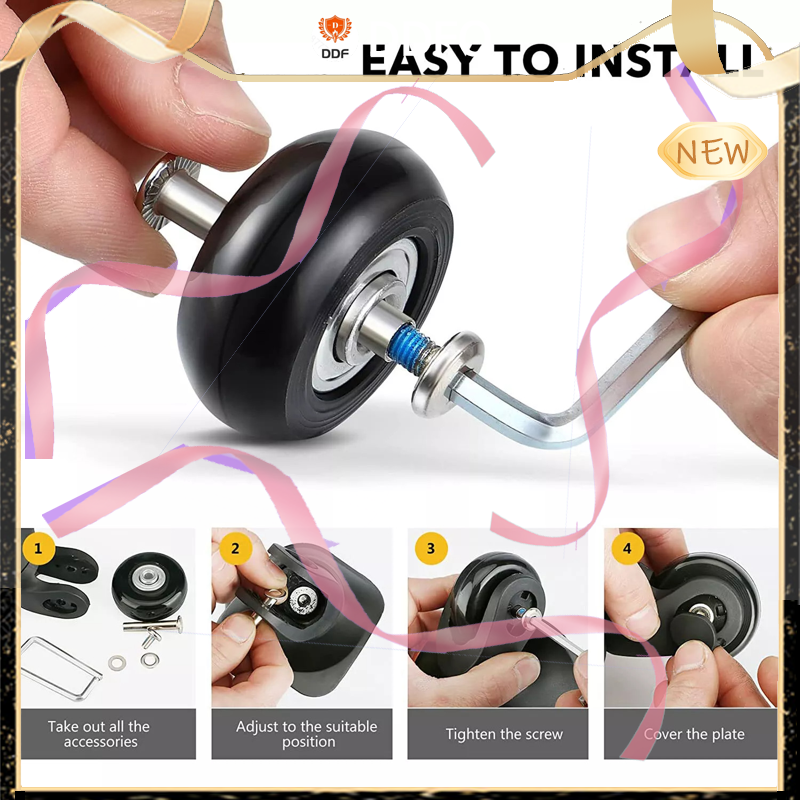 DDF
EASY TO INSTALL
NEW
1
2
3
4
Take out all the
accessories
Adjust to the suitable
position
Tighten the screw
Cover the plate